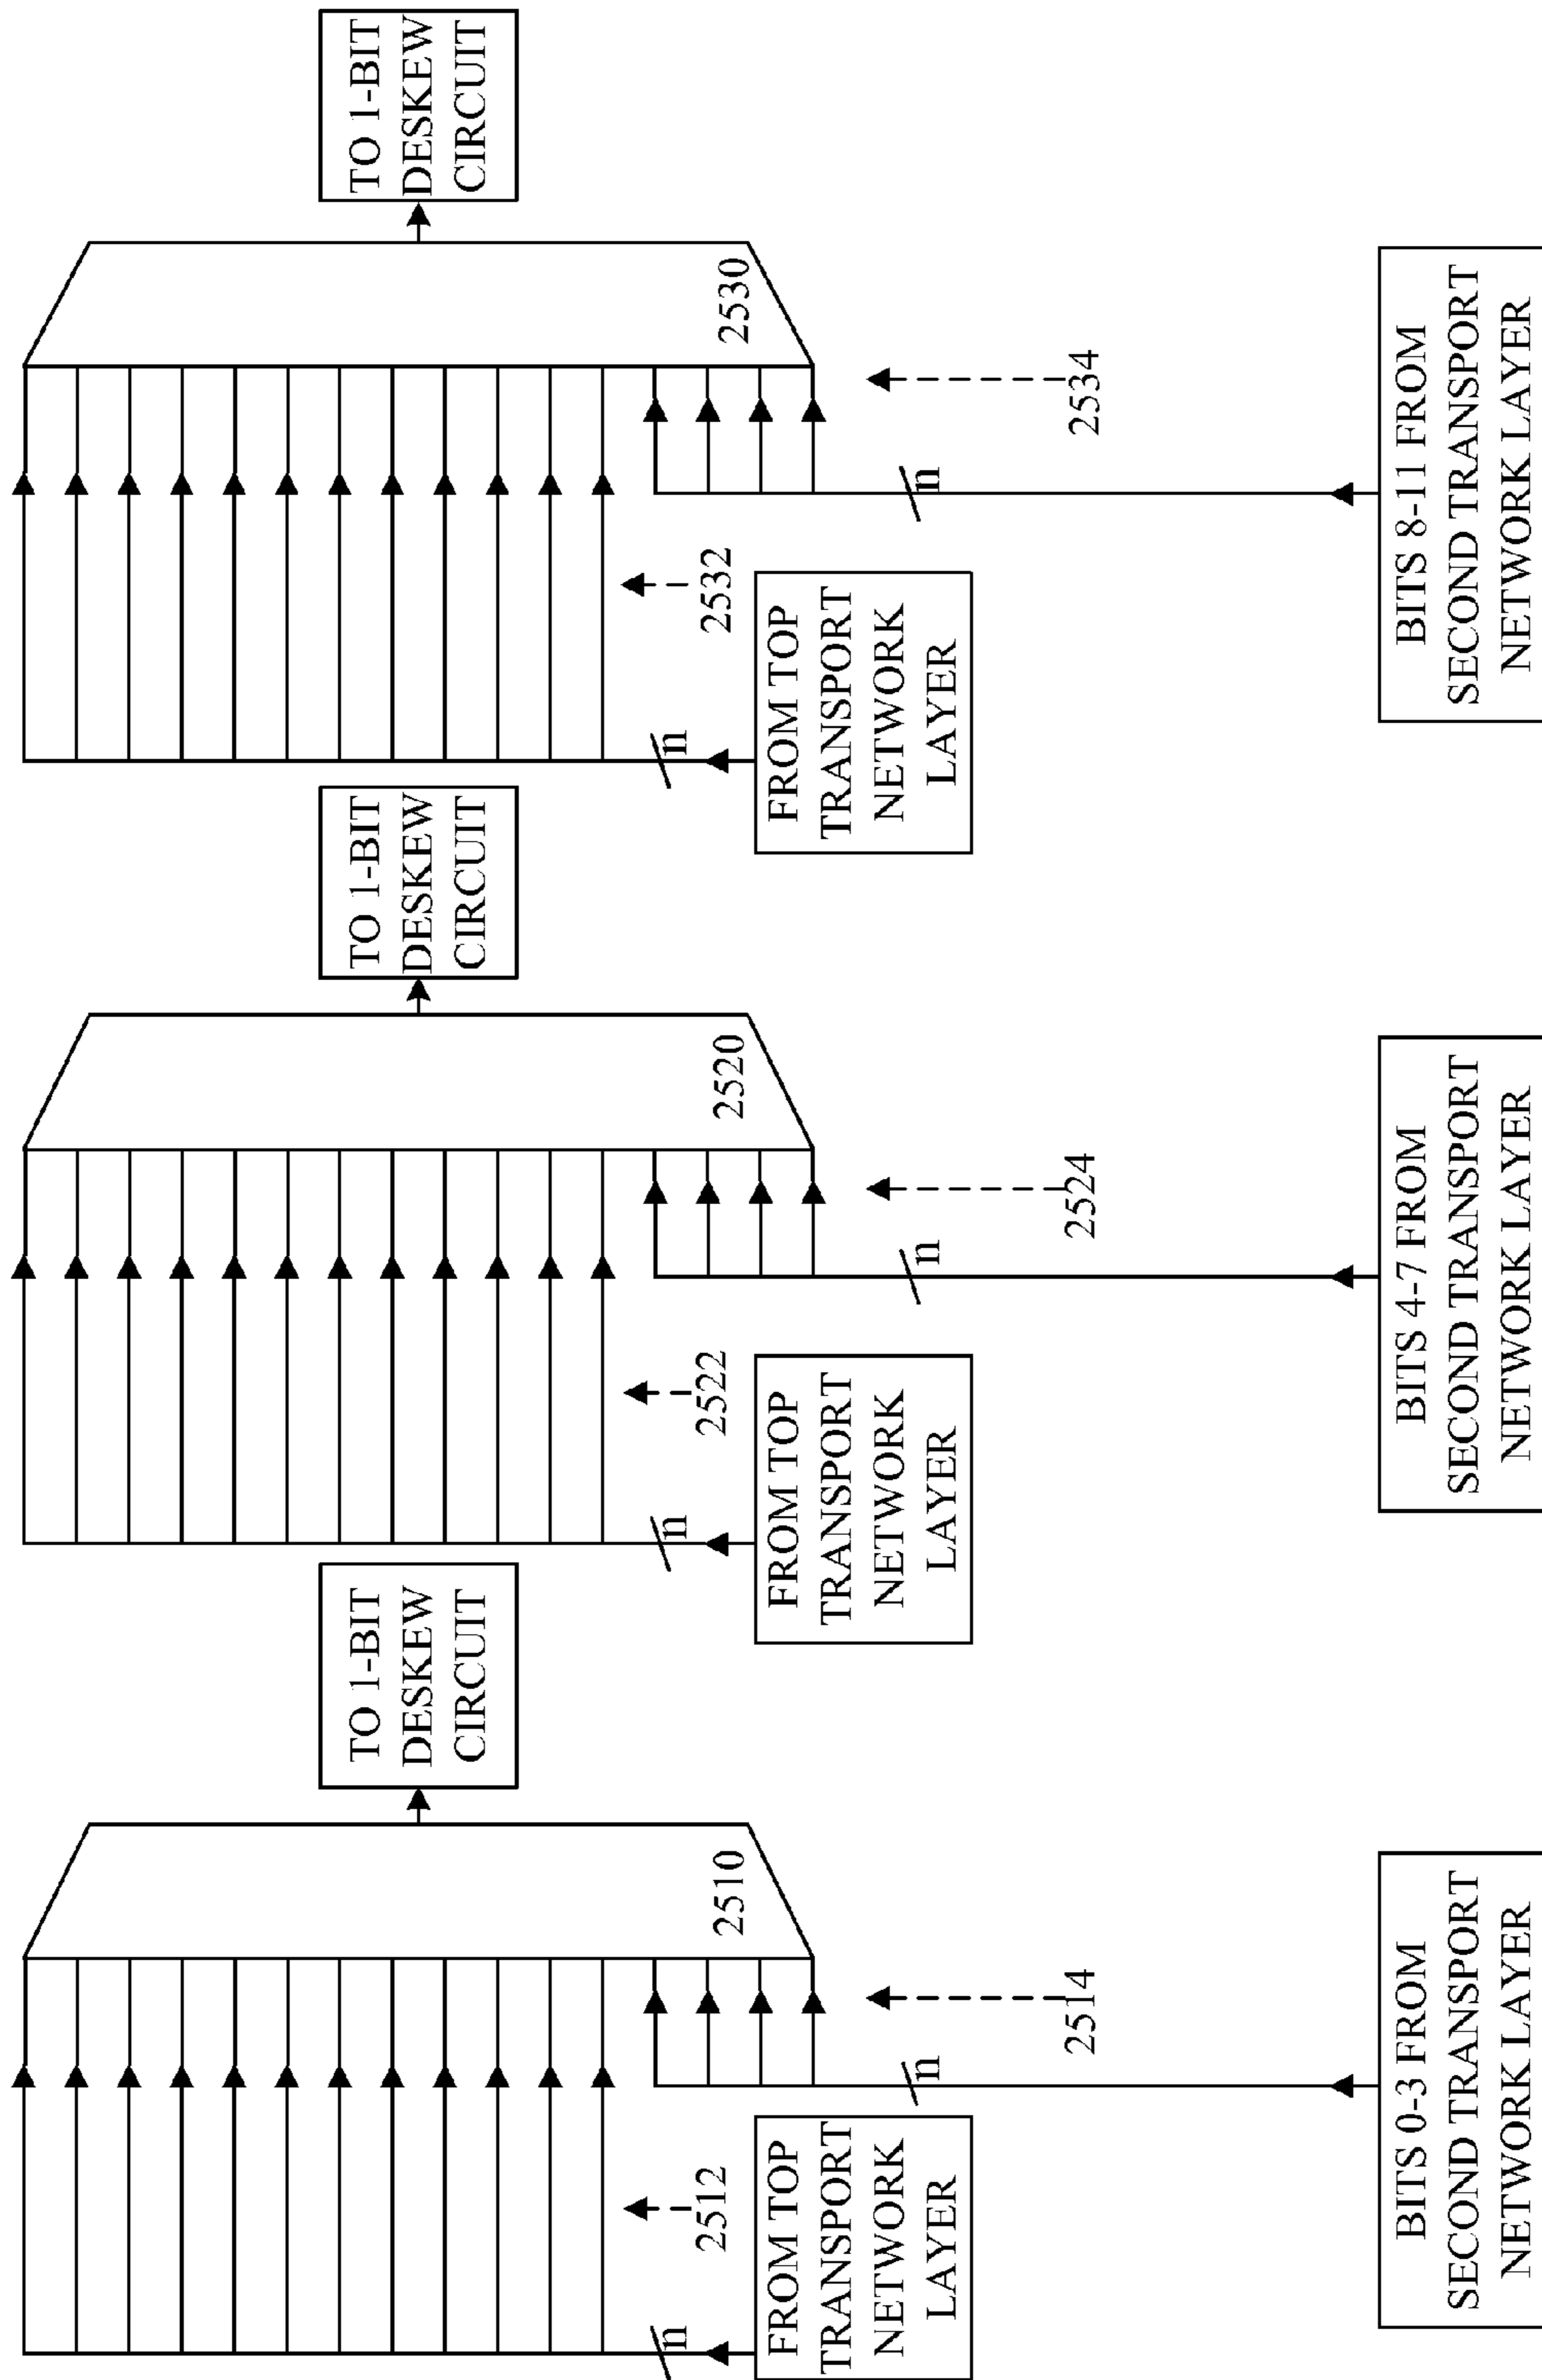 TO 1-BIT
DESKEW
CIRCUIT
2510
2512
n
FROM TOP
TRANSPORT
NETWORK
LAYER
2514
n
BITS 0-3 FROM
SECOND TRANSPORT
NETWORK LAYER
TO 1-BIT
DESKEW
CIRCUIT
2520
2522
n
FROM TOP
TRANSPORT
NETWORK
LAYER
2524
n
BITS 4-7 FROM
SECOND TRANSPORT
NETWORK LAYER
TO 1-BIT
DESKEW
CIRCUIT
2530
2532
n
FROM TOP
TRANSPORT
NETWORK
LAYER
2534
n
BITS 8-11 FROM
SECOND TRANSPORT
NETWORK LAYER